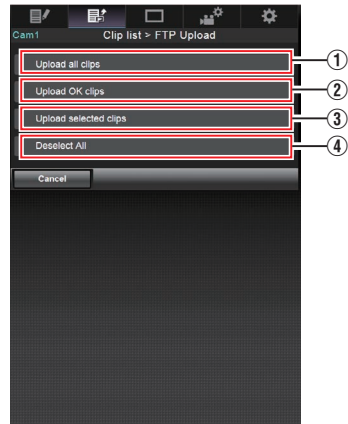 Cam1 Clip list > FTP Upload
Upload all clips ①
Upload OK clips ②
Upload selected clips ③
Deselect All ④
Cancel